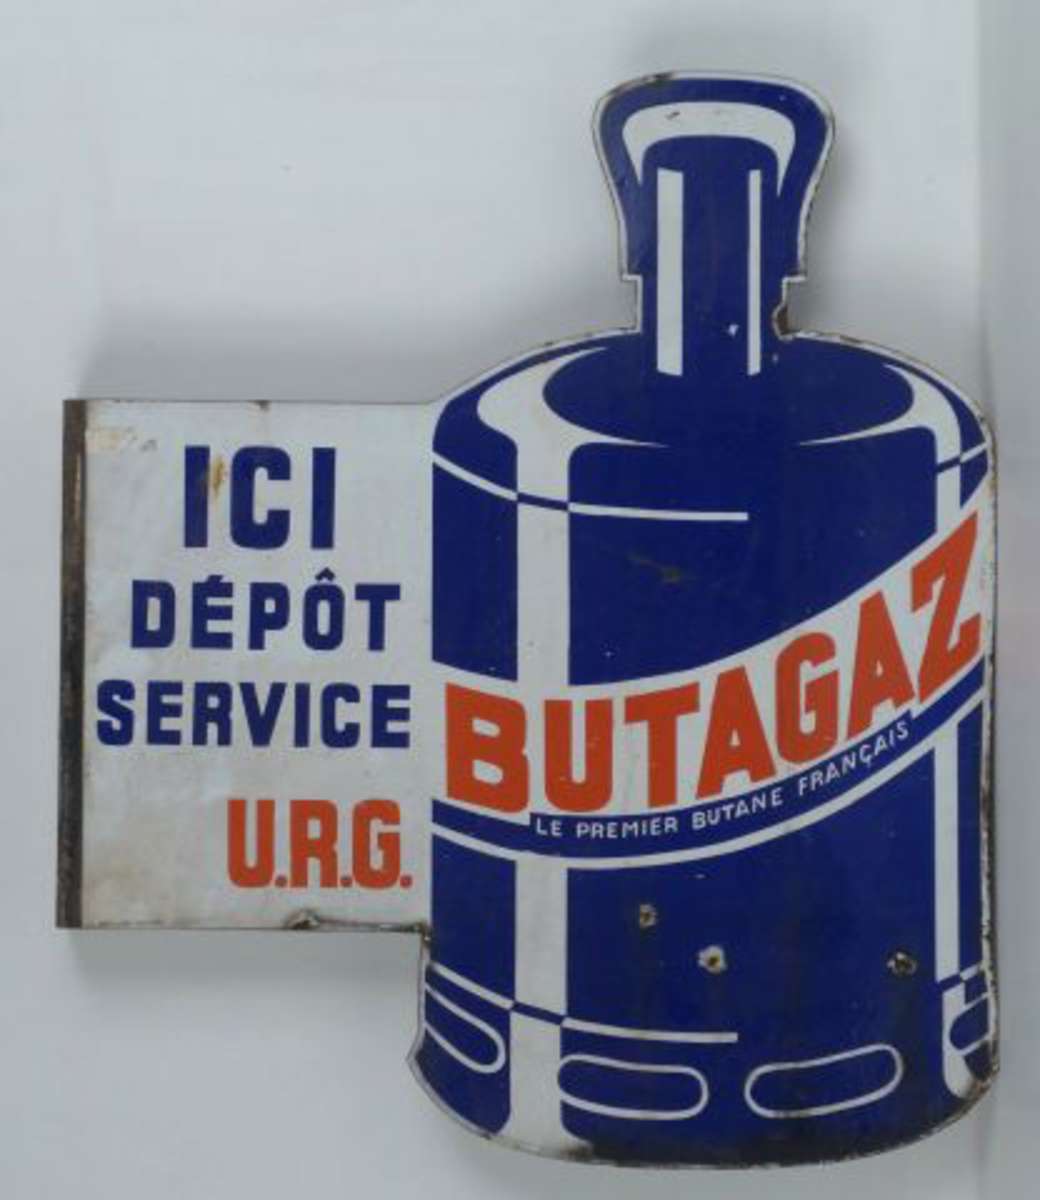 ICI
DÉPÔT
SERVICE
U.R.G.
BUTAGAZ
LE PREMIER BUTANE FRANÇAIS